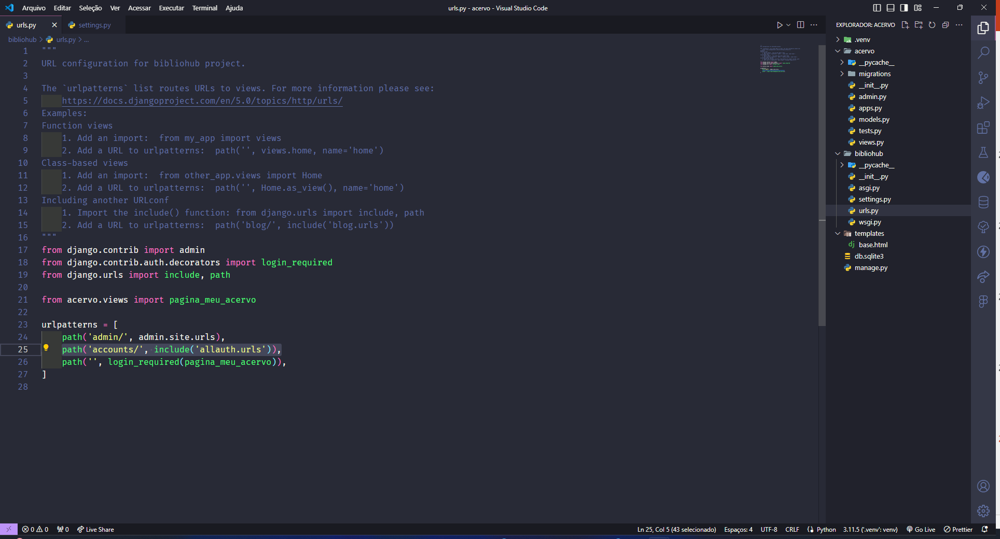 Arquivo Editar Seleção Ver Acessar Executar Terminal Ajuda
urls.py - acervo - Visual Studio Code
urls.py settings.py
bibliohub > urls.py > ...
1 """
2 URL configuration for bibliohub project.
3
4 The `urlpatterns` list routes URLs to views. For more information please see:
5 https://docs.djangoproject.com/en/5.0/topics/http/urls/
6 Examples:
7 Function views
8 1. Add an import:  from my_app import views
9 2. Add a URL to urlpatterns:  path('', views.home, name='home')
10 Class-based views
11 1. Add an import:  from other_app.views import Home
12 2. Add a URL to urlpatterns:  path('', Home.as_view(), name='home')
13 Including another URLconf
14 1. Import the include() function: from django.urls import include, path
15 2. Add a URL to urlpatterns:  path('blog/', include('blog.urls'))
16 """
17 from django.contrib import admin
18 from django.contrib.auth.decorators import login_required
19 from django.urls import include, path
20
21 from acervo.views import pagina_meu_acervo
22
23 urlpatterns = [
24 path('admin/', admin.site.urls),
25 path('accounts/', include('allauth.urls')),
26 path('', login_required(pagina_meu_acervo)),
27 ]
28
EXPLORADOR: ACERVO
.venv
acervo
__pycache__
migrations
__init__.py
admin.py
apps.py
models.py
tests.py
views.py
bibliohub
__pycache__
__init__.py
asgi.py
settings.py
urls.py
wsgi.py
templates
base.html
db.sqlite3
manage.py
0 0 0 Live Share
Ln 25, Col 5 (43 selecionado) Espaços: 4 UTF-8 CRLF Python 3.11.5 ('.venv': venv) Go Live Prettier